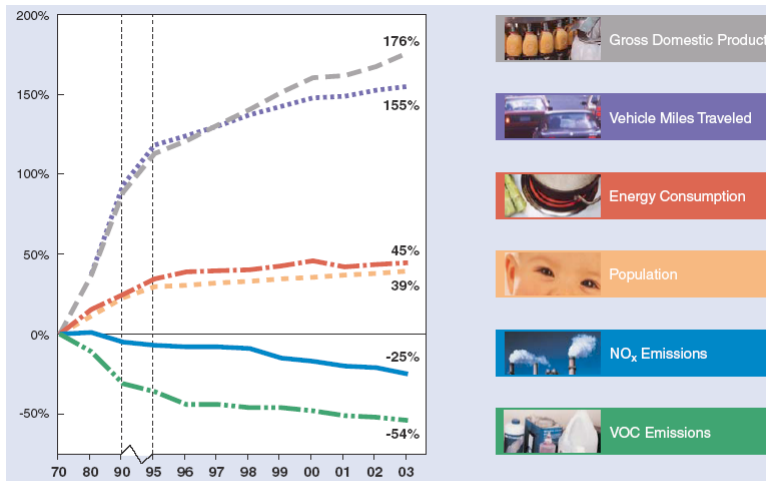 200%
176%
Gross Domestic Product
150%
155%
Vehicle Miles Traveled
100%
Energy Consumption
50%
45%
39%
Population
0%
-25%
NOx Emissions
-50%
-54%
VOC Emissions
70 80 90 95 96 97 98 99 00 01 02 03